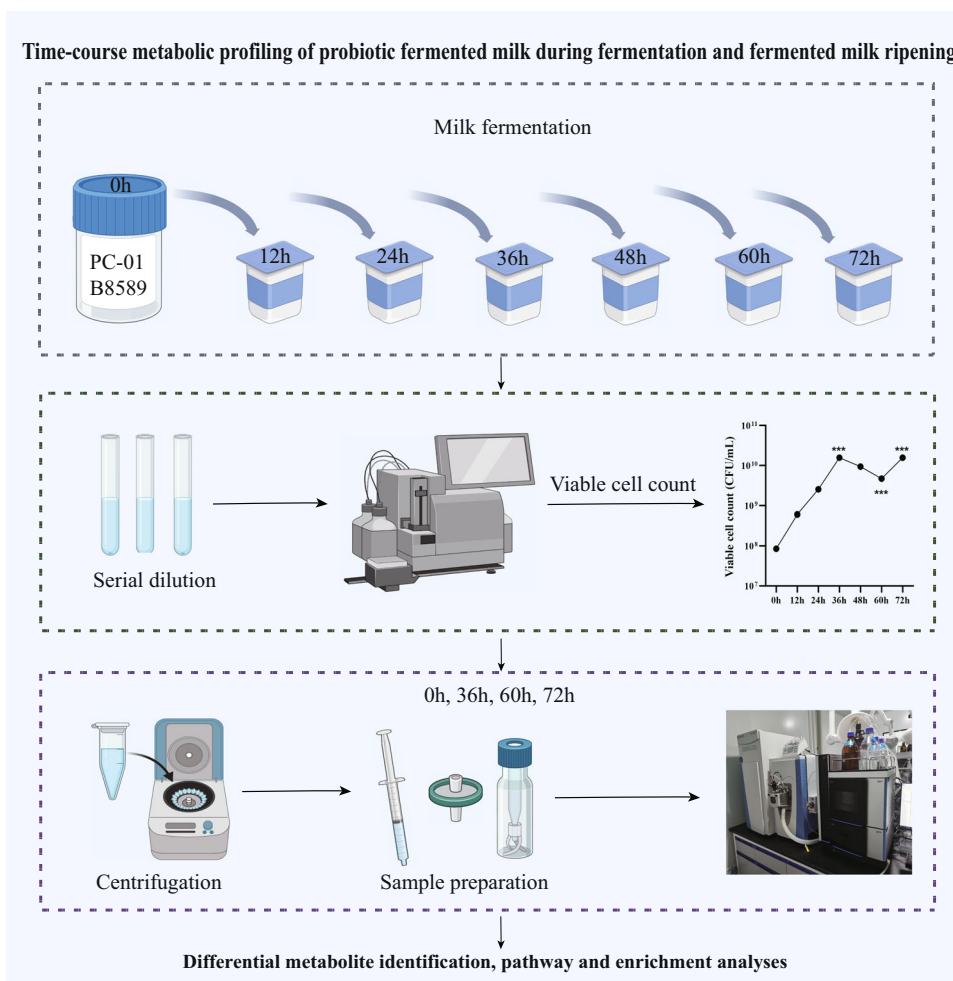 Time-course metabolic profiling of probiotic fermented milk during fermentation and fermented milk ripening
Milk fermentation
0h
PC-01
B8589
12h
24h
36h
48h
60h
72h
Serial dilution
Viable cell count
Viable cell count (CFU/mL)
10¹¹
10¹⁰
10⁹
10⁸
10⁷
***
***
***
0h 12h 24h 36h 48h 60h 72h
0h, 36h, 60h, 72h
Centrifugation
Sample preparation
Differential metabolite identification, pathway and enrichment analyses